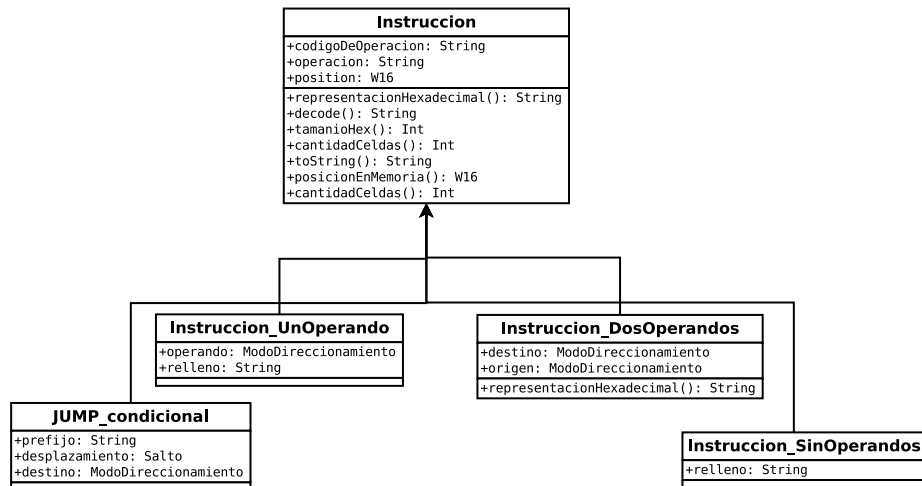 Instruccion
+codigoDeOperacion: String
+operacion: String
+position: W16
+representacionHexadecimal(): String
+decode(): String
+tamanioHex(): Int
+cantidadCeldas(): Int
+toString(): String
+posicionEnMemoria(): W16
+cantidadCeldas(): Int
Instruccion_UnOperando
+operando: ModoDireccionamiento
+relleno: String
Instruccion_DosOperandos
+destino: ModoDireccionamiento
+origen: ModoDireccionamiento
+representacionHexadecimal(): String
JUMP_condicional
+prefijo: String
+desplazamiento: Salto
+destino: ModoDireccionamiento
Instruccion_SinOperandos
+relleno: String